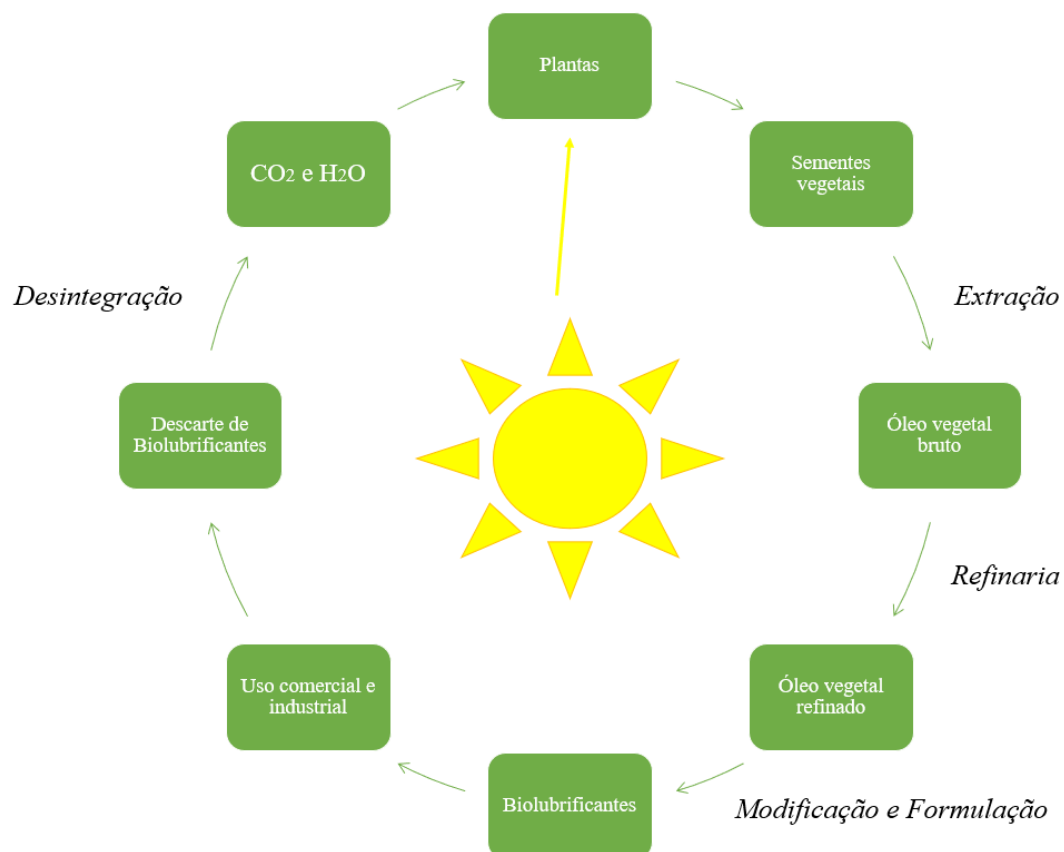 Plantas
Sementes
vegetais
Extração
Óleo vegetal
bruto
Refinaria
Óleo vegetal
refinado
Modificação e Formulação
Biolubrificantes
Uso comercial e
industrial
Descarte de
Biolubrificantes
Desintegração
CO2 e H2O